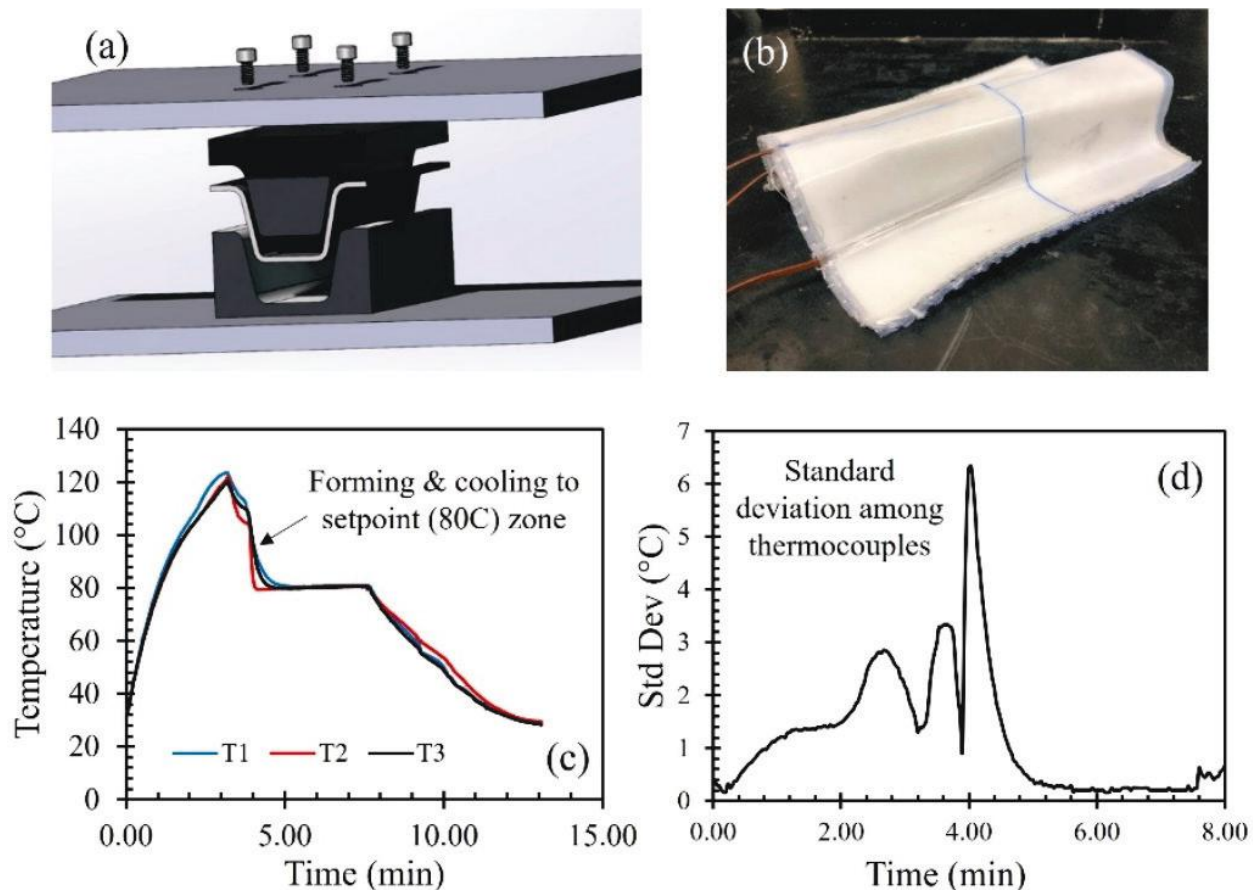 (a)
(b)
140
120
100
80
60
40
20
0
Temperature (°C)
Forming & cooling to
setpoint (80C) zone
T1 T2 T3
(c)
0.00 5.00 10.00 15.00
Time (min)
7
6
5
4
3
2
1
0
Std Dev (°C)
Standard
deviation among
thermocouples
(d)
0.00 2.00 4.00 6.00 8.00
Time (min)